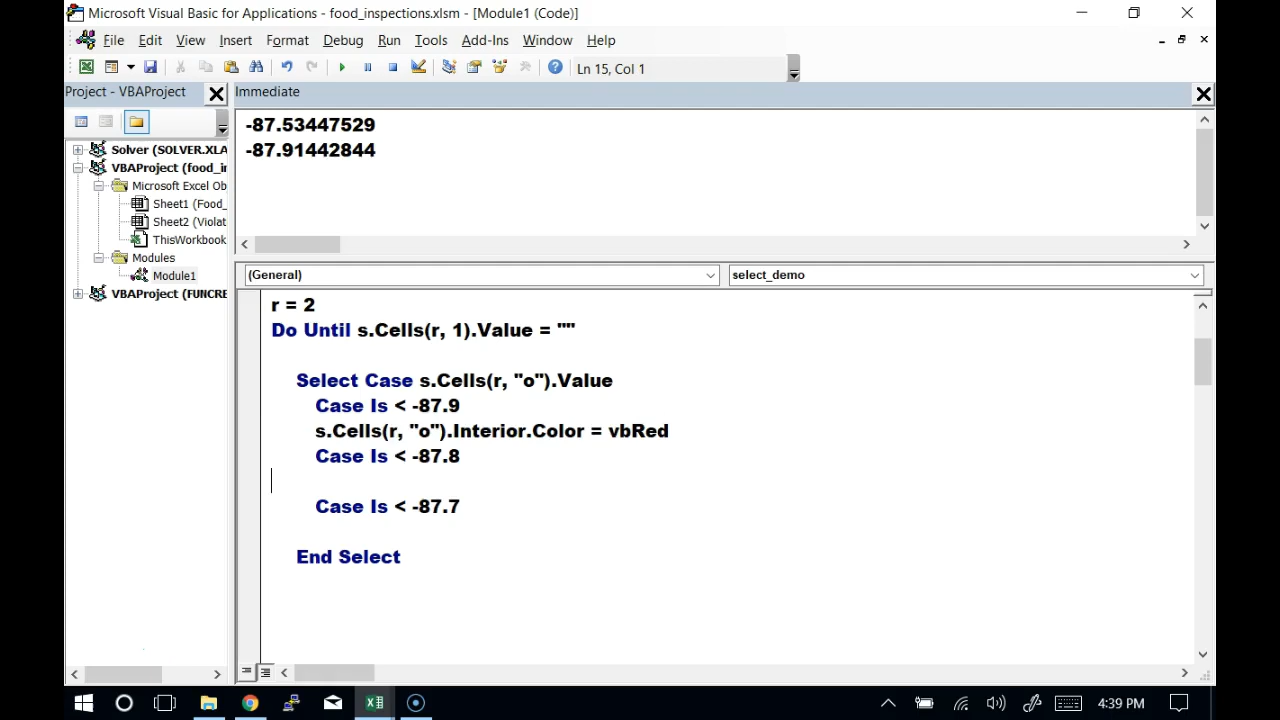 Microsoft Visual Basic for Applications - food_inspections.xlsm - [Module1 (Code)]
File Edit View Insert Format Debug Run Tools Add-Ins Window Help
Ln 15, Col 1
Project - VBAProject
Immediate
-87.53447529
-87.91442844
Solver (SOLVER.XLA
VBAProject (food_in
Microsoft Excel Ob
Sheet1 (Food_
Sheet2 (Violat
ThisWorkbook
Modules
Module1
VBAProject (FUNCRE
(General)
select_demo
r = 2
Do Until s.Cells(r, 1).Value = ""
Select Case s.Cells(r, "o").Value
Case Is < -87.9
s.Cells(r, "o").Interior.Color = vbRed
Case Is < -87.8
Case Is < -87.7
End Select
4:39 PM